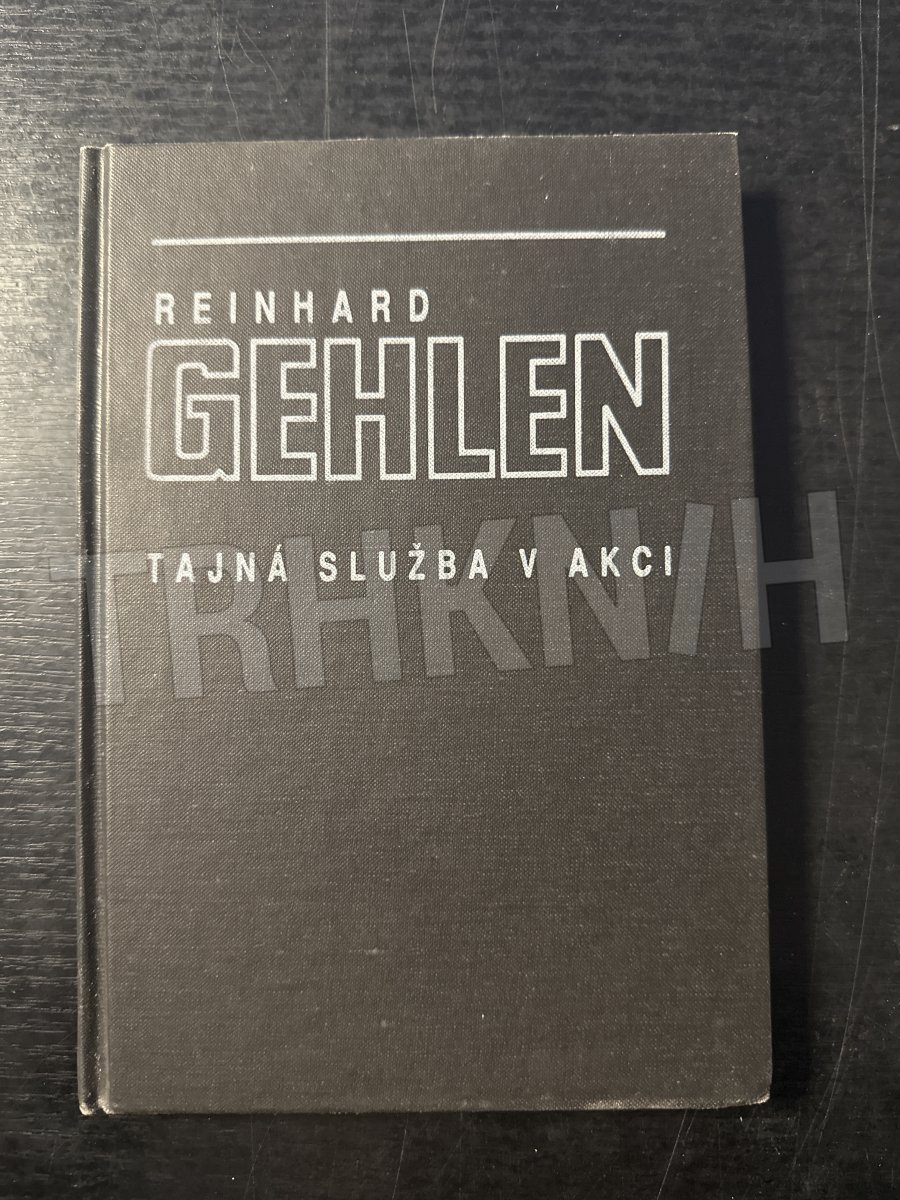 REINHARD
GEHLEN
TAJNÁ SLUŽBA V AKCI
TRHKNIH